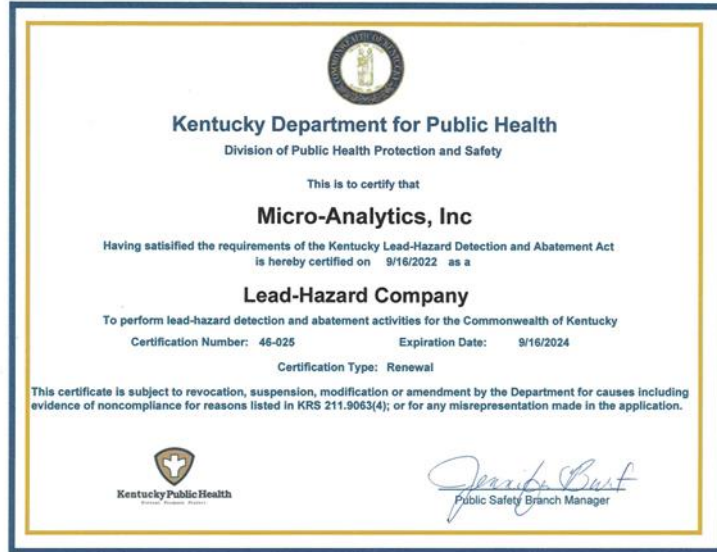 Kentucky Department for Public Health
Division of Public Health Protection and Safety
This is to certify that
Micro-Analytics, Inc
Having satisified the requirements of the Kentucky Lead-Hazard Detection and Abatement Act
is hereby certified on 9/16/2022 as a
Lead-Hazard Company
To perform lead-hazard detection and abatement activities for the Commonwealth of Kentucky
Certification Number: 46-025 Expiration Date: 9/16/2024
Certification Type: Renewal
This certificate is subject to revocation, suspension, modification or amendment by the Department for causes including
evidence of noncompliance for reasons listed in KRS 211.9063(4); or for any misrepresentation made in the application.
Kentucky Public Health
Prevent. Promote. Protect.
Jennifer Burt
Public Safety Branch Manager